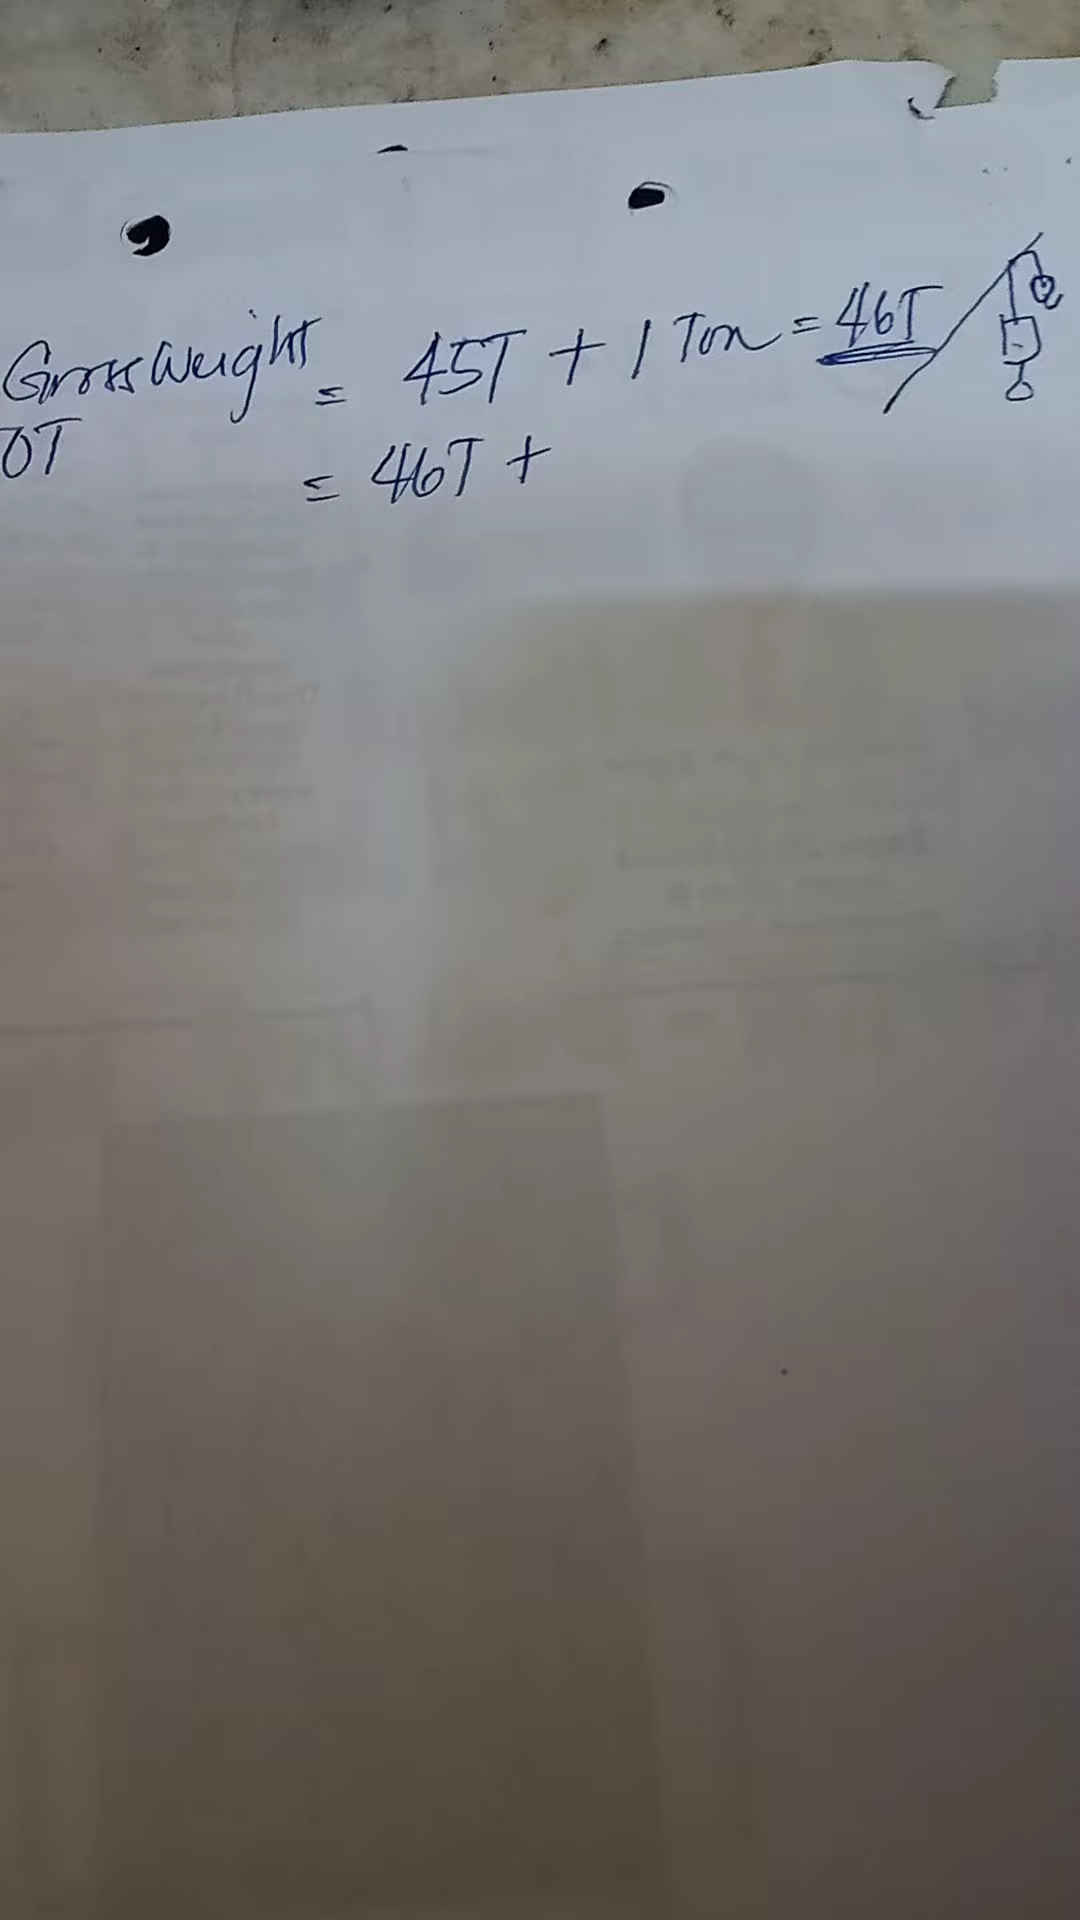 Gross Weight = 45T + 1 Ton = 46T
0T = 46T +